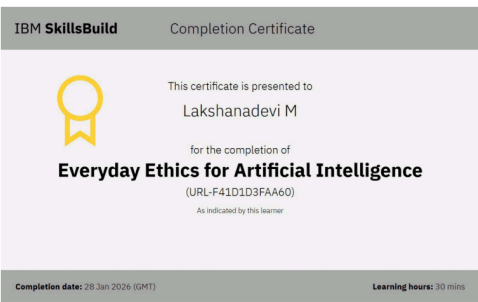 IBM SkillsBuild
Completion Certificate
This certificate is presented to
Lakshanadevi M
for the completion of
Everyday Ethics for Artificial Intelligence
(URL-F41D1D3FAA60)
As indicated by this learner
Completion date: 28 Jan 2026 (GMT)
Learning hours: 30 mins